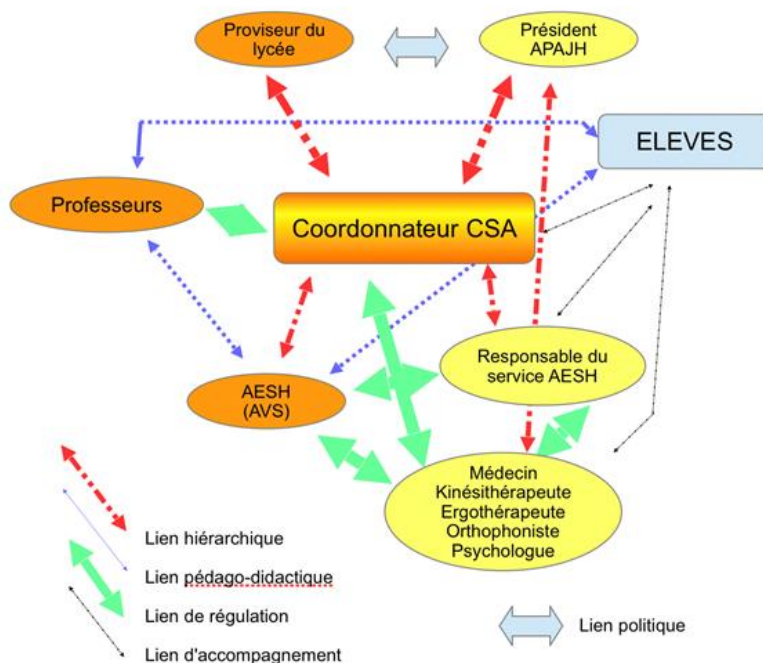 Proviseur du
lycée
Président
APAJH
ELEVES
Professeurs
Coordonnateur CSA
Responsable du
service AESH
AESH
(AVS)
Médecin
Kinésithérapeute
Ergothérapeute
Orthophoniste
Psychologue
Lien hiérarchique
Lien pédago-didactique
Lien de régulation
Lien d'accompagnement
Lien politique